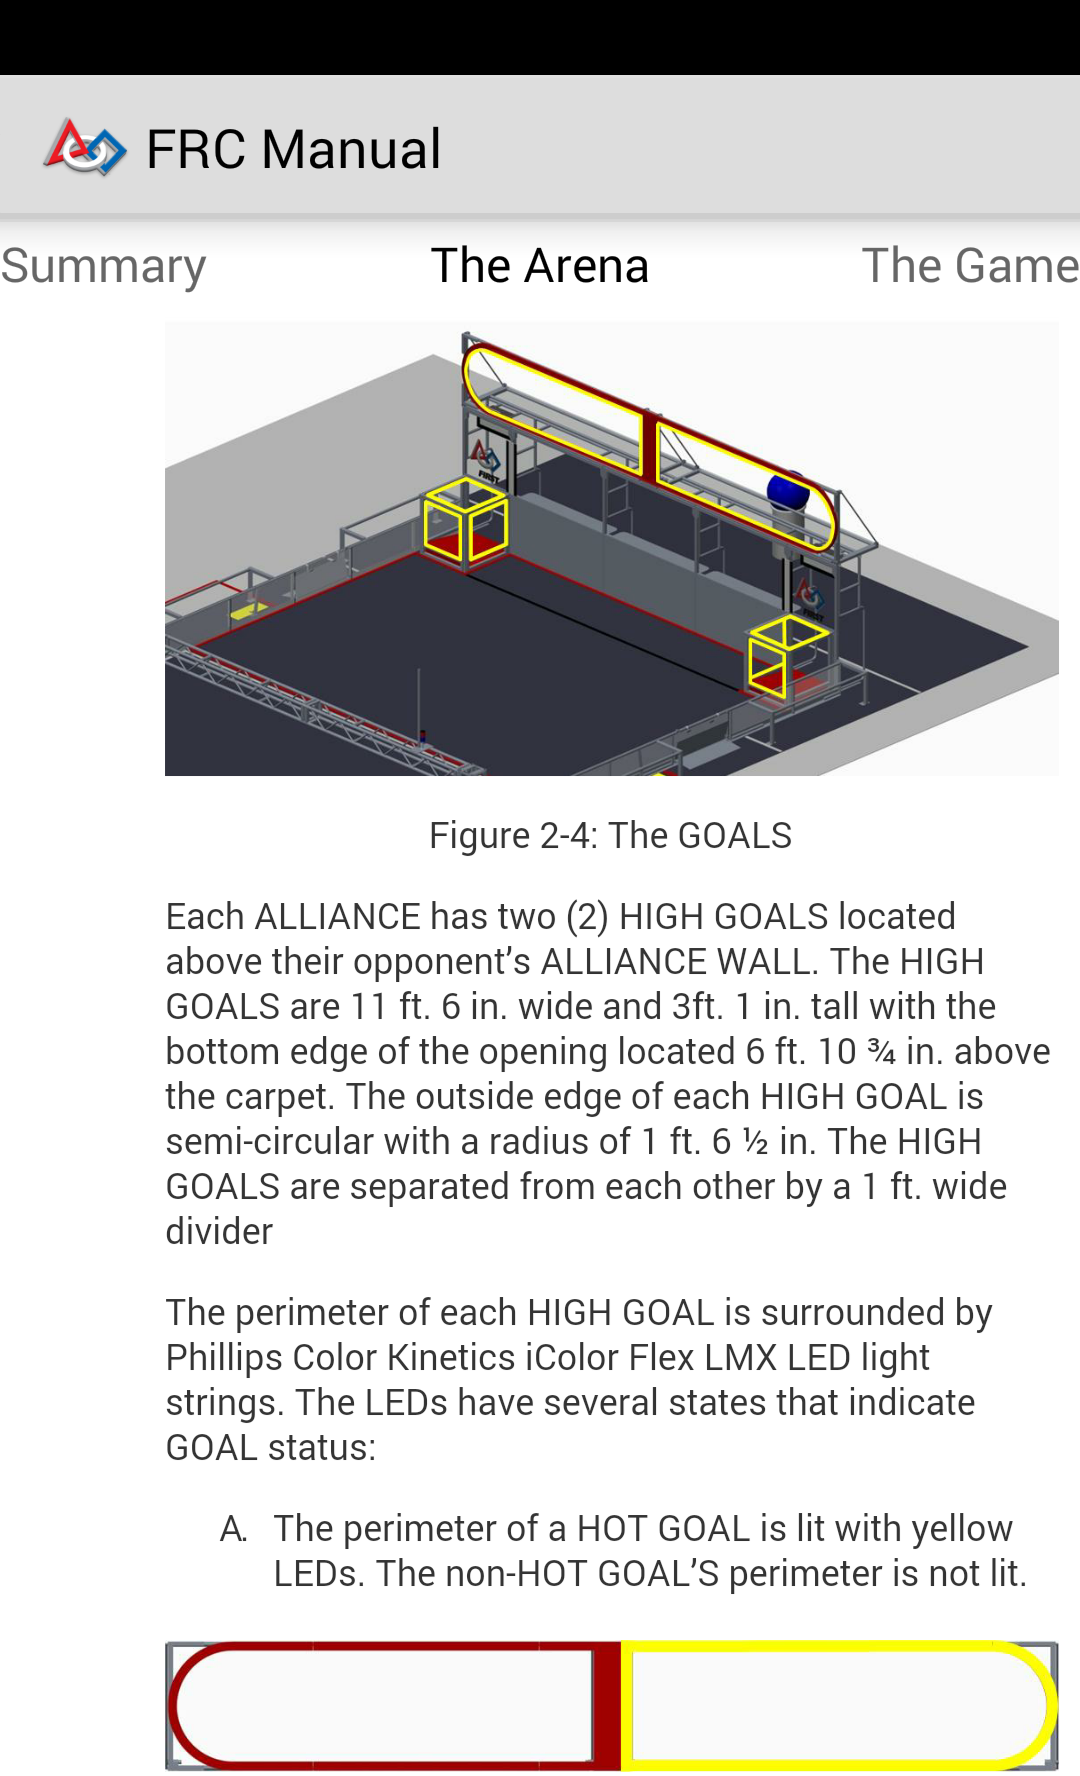 FRC Manual
Summary
The Arena
The Game
FIRST
FIRST
Figure 2-4: The GOALS
Each ALLIANCE has two (2) HIGH GOALS located
above their opponent’s ALLIANCE WALL. The HIGH
GOALS are 11 ft. 6 in. wide and 3ft. 1 in. tall with the
bottom edge of the opening located 6 ft. 10 ¾ in. above
the carpet. The outside edge of each HIGH GOAL is
semi-circular with a radius of 1 ft. 6 ½ in. The HIGH
GOALS are separated from each other by a 1 ft. wide
divider
The perimeter of each HIGH GOAL is surrounded by
Phillips Color Kinetics iColor Flex LMX LED light
strings. The LEDs have several states that indicate
GOAL status:
A. The perimeter of a HOT GOAL is lit with yellow
LEDs. The non-HOT GOAL’S perimeter is not lit.